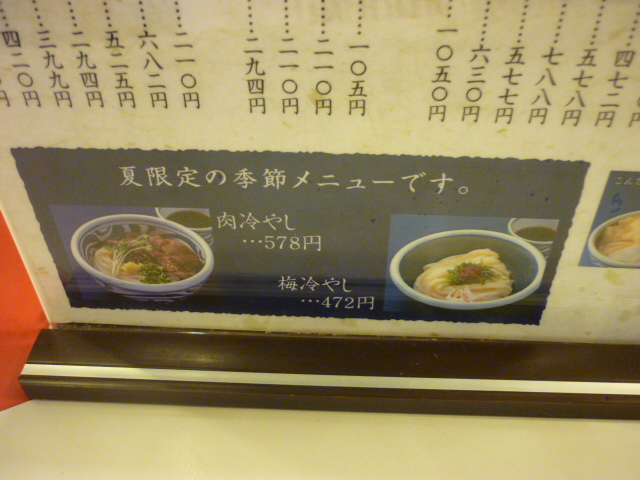 一〇五〇円
六三〇円
五七七円
七八八円
五七八円
四七二円
一〇五円
二一〇円
二一〇円
二九四円
二一〇円
六八二円
五二五円
二九四円
三九九円
四二〇円
夏限定の季節メニューです。
肉冷やし
…578円
梅冷やし
…472円